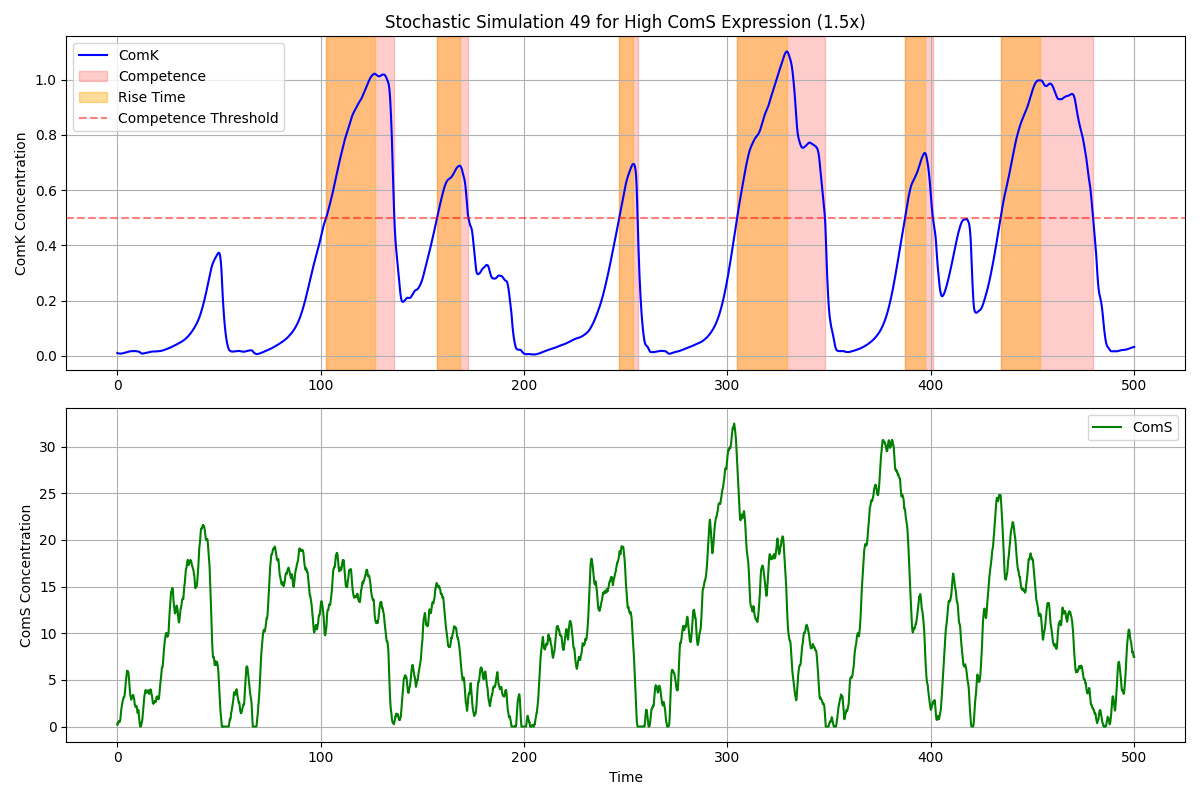 Stochastic Simulation 49 for High ComS Expression (1.5x)
ComK
Competence
Rise Time
Competence Threshold
ComK Concentration
1.0
0.8
0.6
0.4
0.2
0.0
0 100 200 300 400 500
ComS
ComS Concentration
30
25
20
15
10
5
0
0 100 200 300 400 500
Time